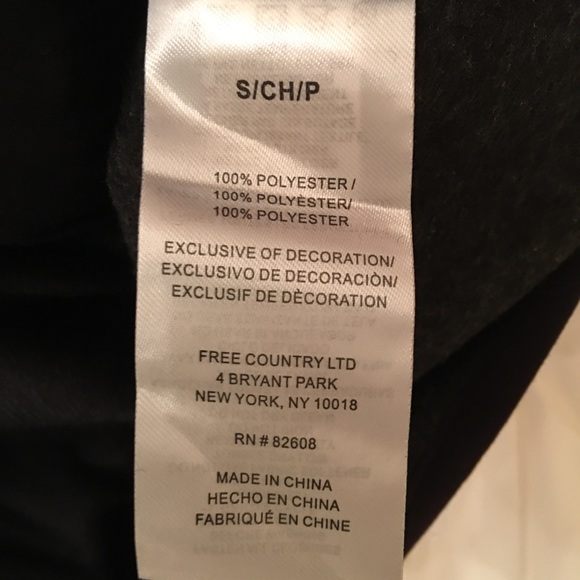 S/CH/P
100% POLYESTER /
100% POLYÈSTER/
100% POLYESTER
EXCLUSIVE OF DECORATION/
EXCLUSIVO DE DECORACIÒN/
EXCLUSIF DE DÈCORATION
FREE COUNTRY LTD
4 BRYANT PARK
NEW YORK, NY 10018
RN # 82608
MADE IN CHINA
HECHO EN CHINA
FABRIQUÉ EN CHINE